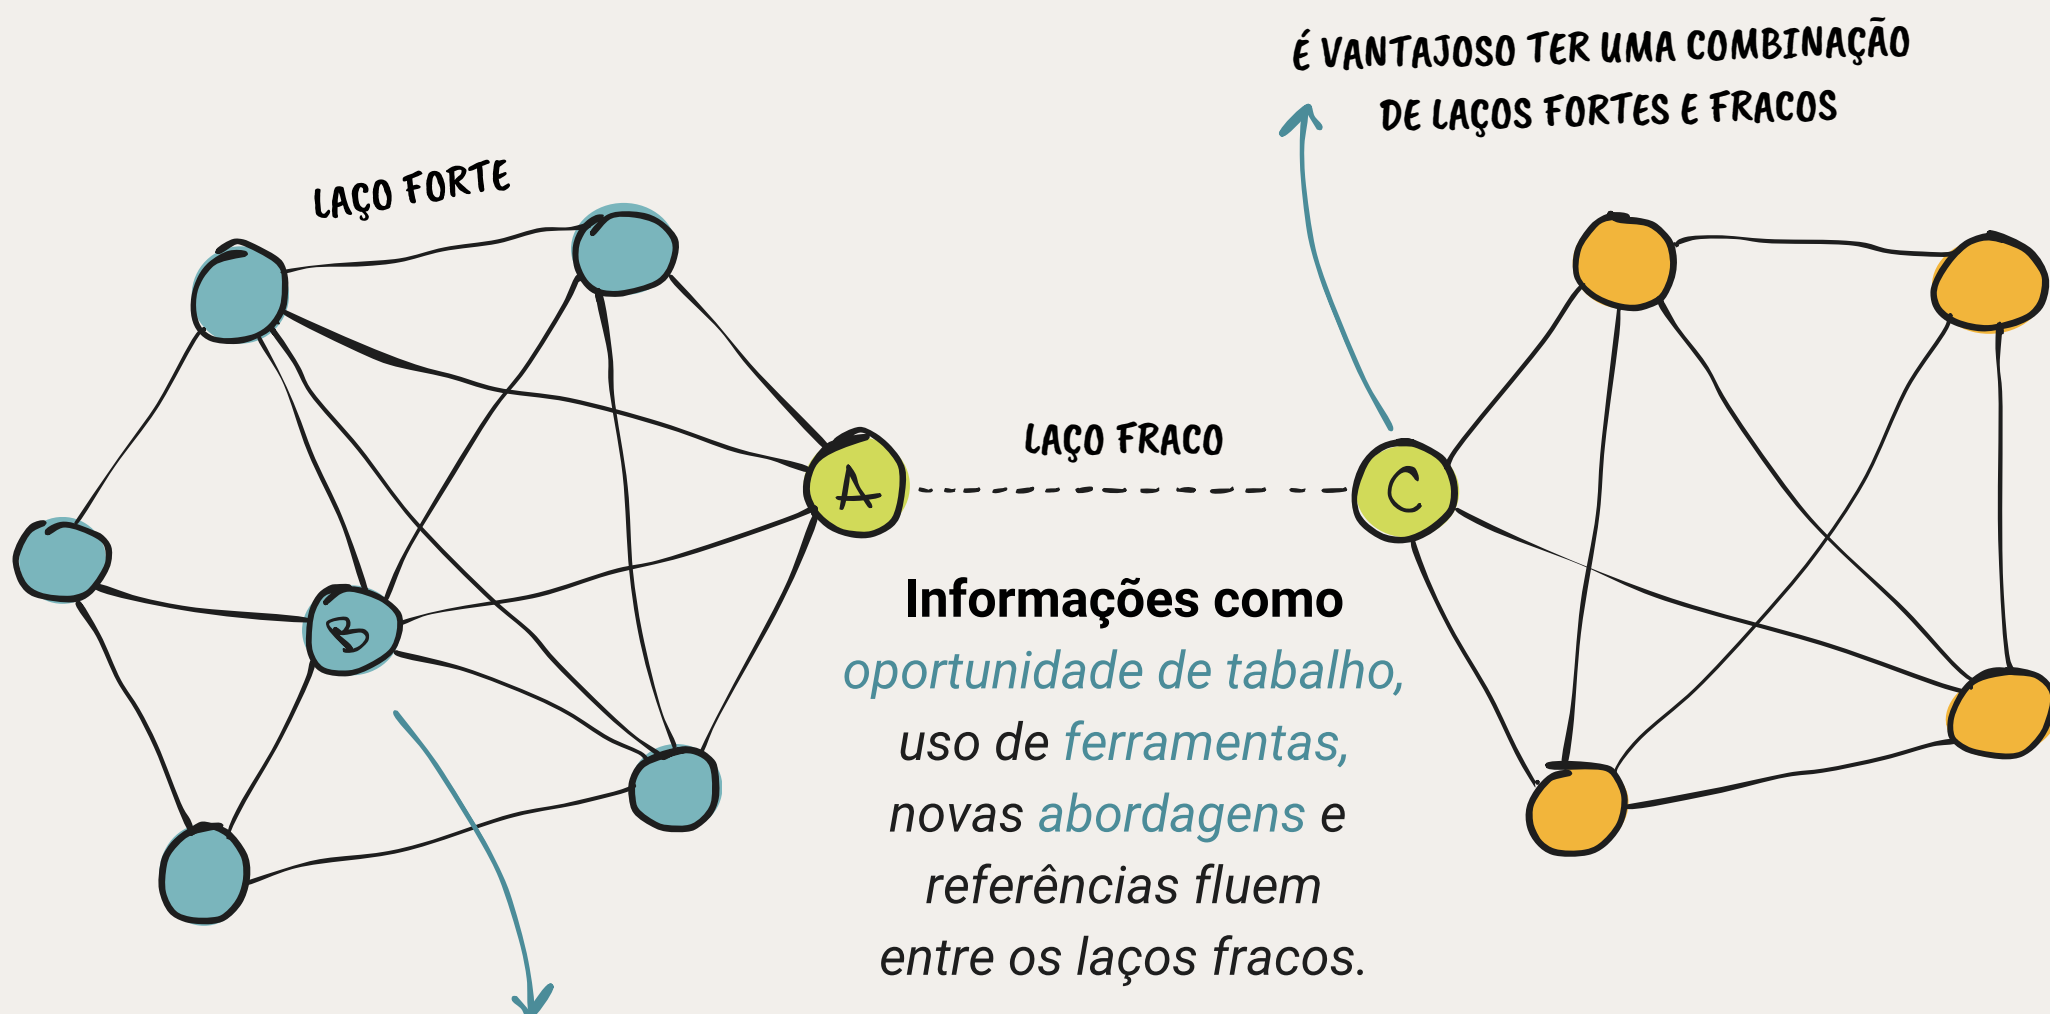 É VANTAJOSO TER UMA COMBINAÇÃO
DE LAÇOS FORTES E FRACOS
LAÇO FORTE
LAÇO FRACO
A
C
B
Informações como
oportunidade de tabalho,
uso de ferramentas,
novas abordagens e
referências fluem
entre os laços fracos.